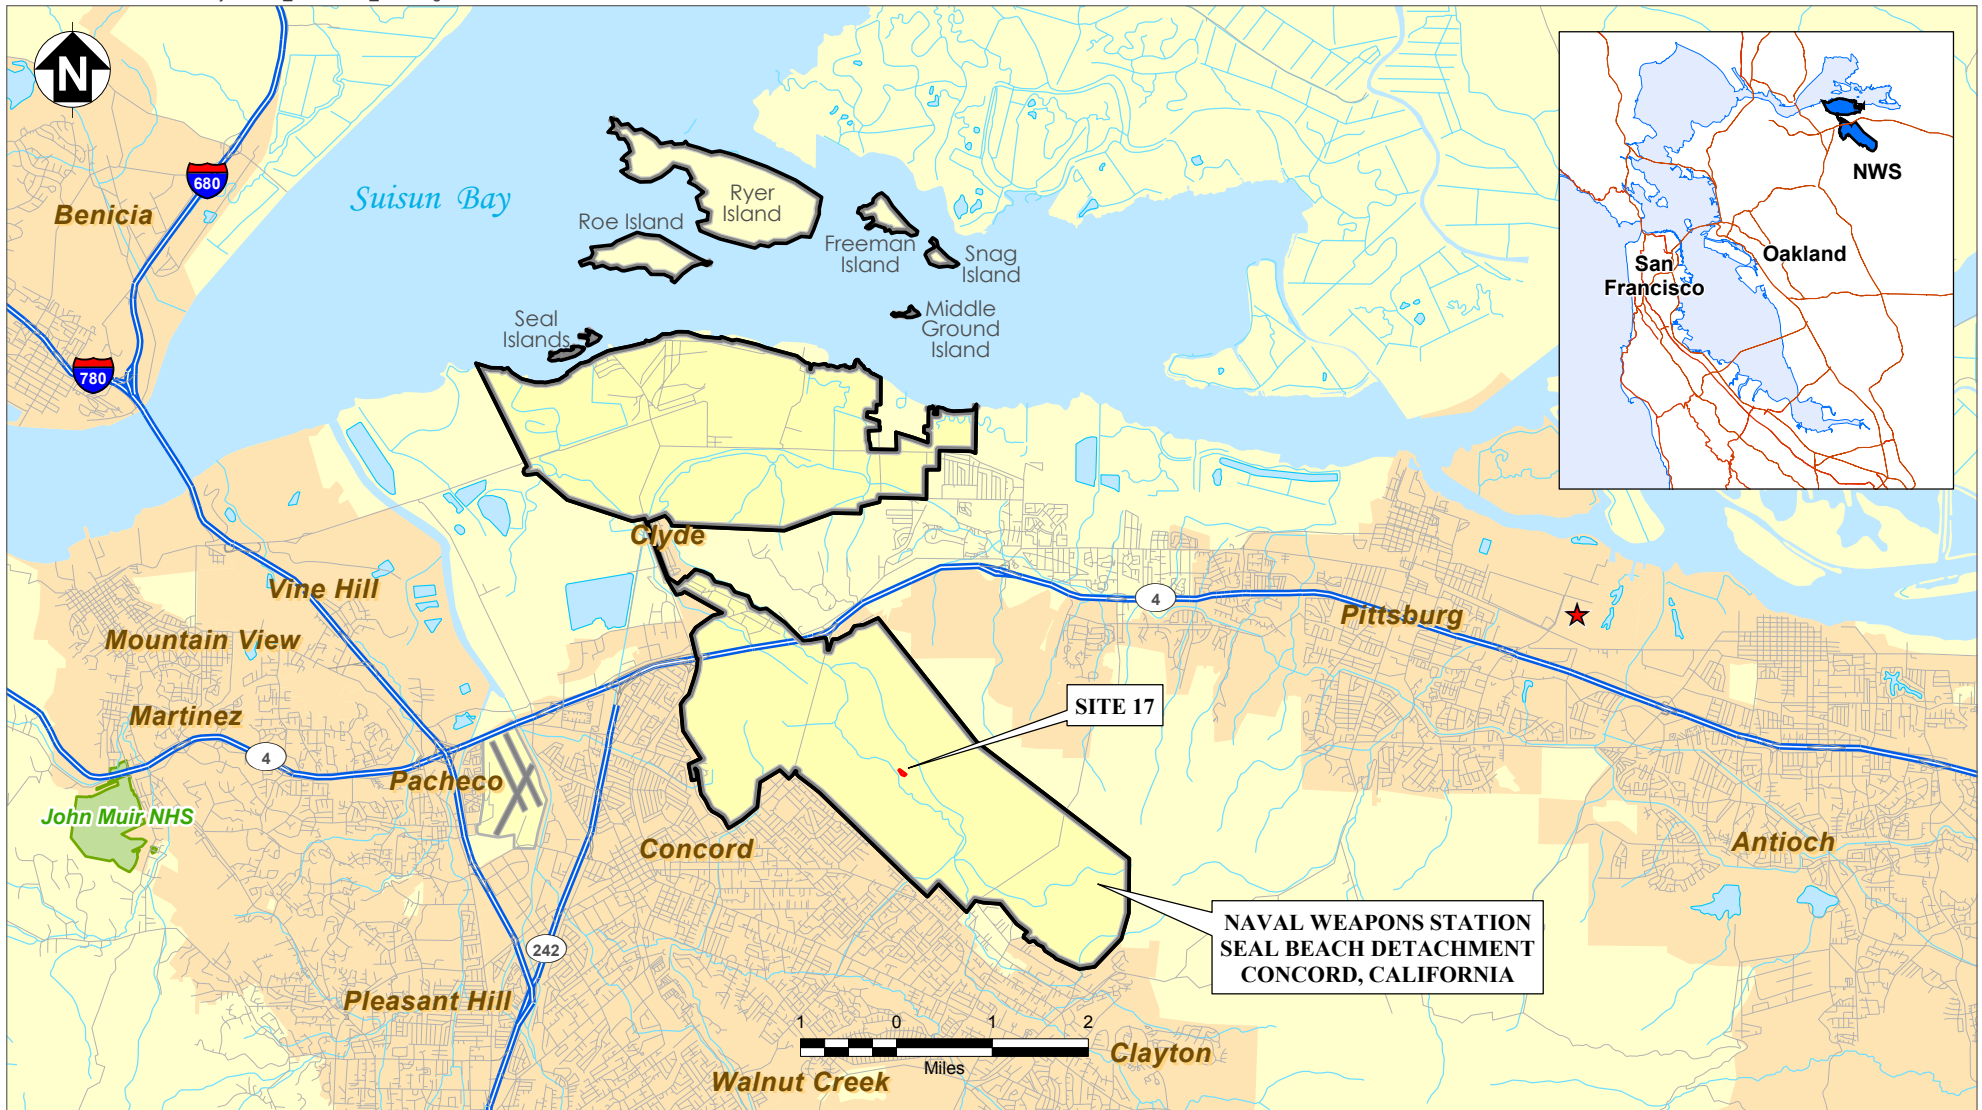 N
680
Benicia
Suisun Bay
Ryer
Island
Roe Island
Freeman
Island
Snag
Island
Seal
Islands
Middle
Ground
Island
780
NWS
Oakland
San
Francisco
Clyde
Vine Hill
Mountain View
4
Pittsburg
SITE 17
Martinez
4
Pacheco
John Muir NHS
Concord
Antioch
NAVAL WEAPONS STATION
SEAL BEACH DETACHMENT
CONCORD, CALIFORNIA
242
Pleasant Hill
1 0 1 2
Miles
Clayton
Walnut Creek